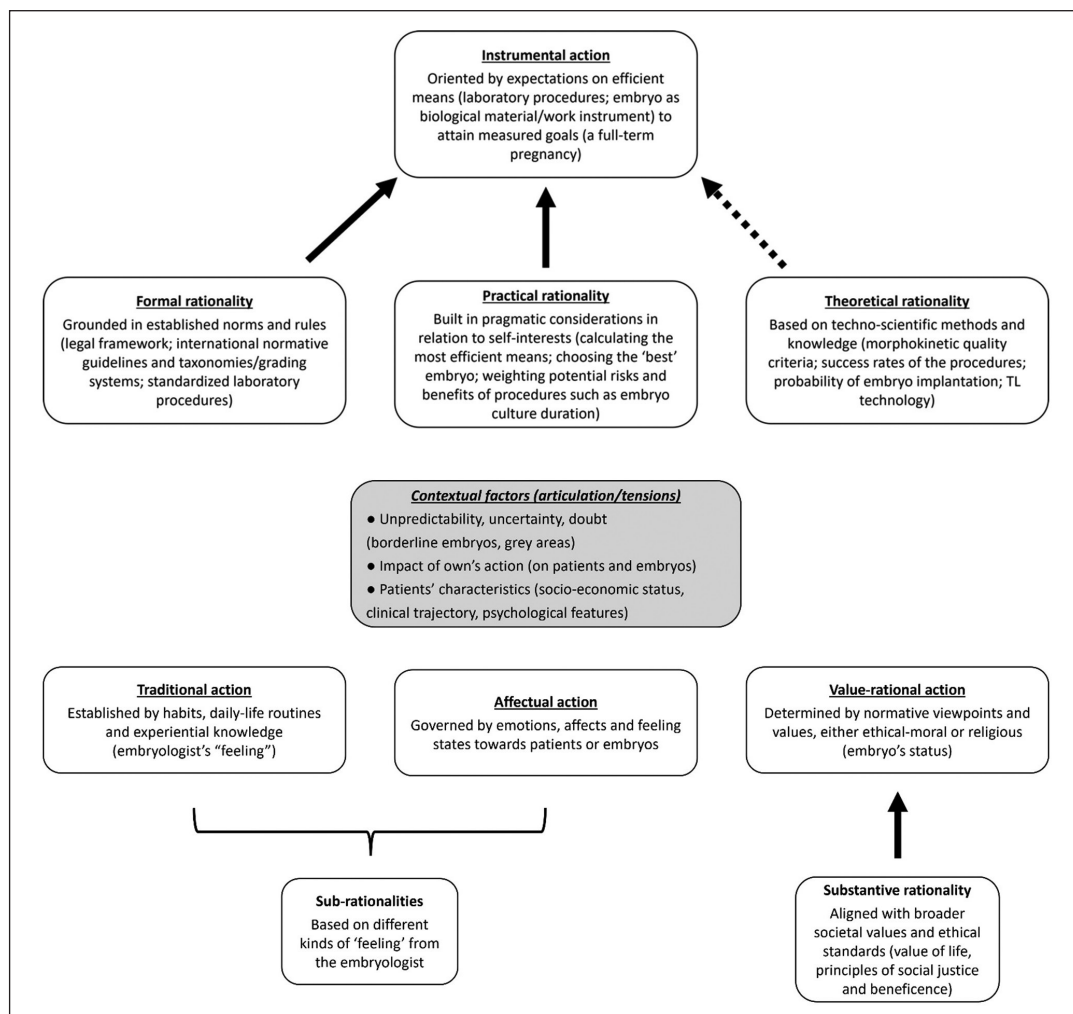 Instrumental action
Oriented by expectations on efficient
means (laboratory procedures; embryo as
biological material/work instrument) to
attain measured goals (a full-term
pregnancy)
Formal rationality
Grounded in established norms and rules
(legal framework; international normative
guidelines and taxonomies/grading
systems; standardized laboratory
procedures)
Practical rationality
Built in pragmatic considerations in
relation to self-interests (calculating the
most efficient means; choosing the ‘best’
embryo; weighting potential risks and
benefits of procedures such as embryo
culture duration)
Theoretical rationality
Based on techno-scientific methods and
knowledge (morphokinetic quality
criteria; success rates of the procedures;
probability of embryo implantation; TL
technology)
Contextual factors (articulation/tensions)
● Unpredictability, uncertainty, doubt
(borderline embryos, grey areas)
● Impact of own’s action (on patients and embryos)
● Patients’ characteristics (socio-economic status,
clinical trajectory, psychological features)
Traditional action
Established by habits, daily-life routines
and experiential knowledge
(embryologist’s “feeling”)
Affectual action
Governed by emotions, affects and feeling
states towards patients or embryos
Value-rational action
Determined by normative viewpoints and
values, either ethical-moral or religious
(embryo’s status)
Sub-rationalities
Based on different
kinds of ‘feeling’ from
the embryologist
Substantive rationality
Aligned with broader
societal values and ethical
standards (value of life,
principles of social justice
and beneficence)